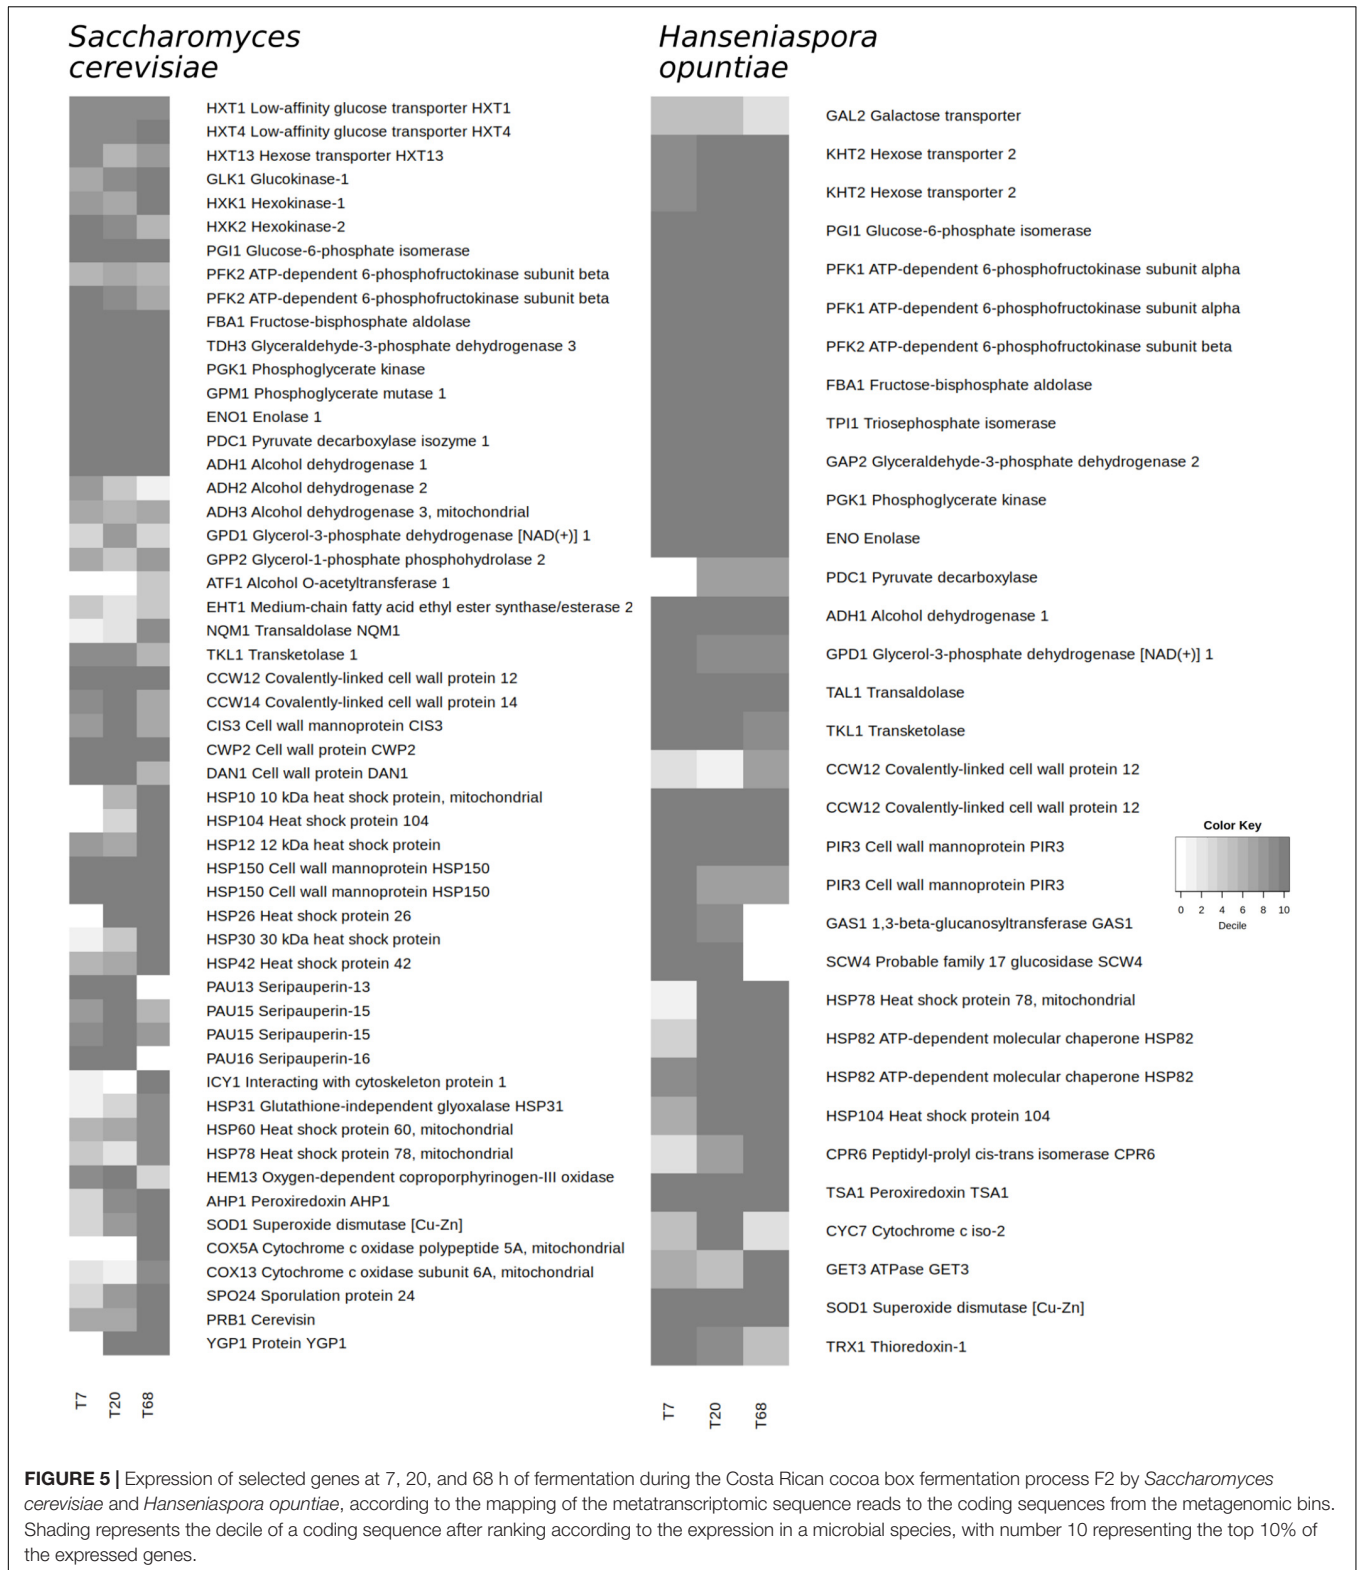 Saccharomyces
cerevisiae
HXT1 Low-affinity glucose transporter HXT1
HXT4 Low-affinity glucose transporter HXT4
HXT13 Hexose transporter HXT13
GLK1 Glucokinase-1
HXK1 Hexokinase-1
HXK2 Hexokinase-2
PGI1 Glucose-6-phosphate isomerase
PFK2 ATP-dependent 6-phosphofructokinase subunit beta
PFK2 ATP-dependent 6-phosphofructokinase subunit beta
FBA1 Fructose-bisphosphate aldolase
TDH3 Glyceraldehyde-3-phosphate dehydrogenase 3
PGK1 Phosphoglycerate kinase
GPM1 Phosphoglycerate mutase 1
ENO1 Enolase 1
PDC1 Pyruvate decarboxylase isozyme 1
ADH1 Alcohol dehydrogenase 1
ADH2 Alcohol dehydrogenase 2
ADH3 Alcohol dehydrogenase 3, mitochondrial
GPD1 Glycerol-3-phosphate dehydrogenase [NAD(+)] 1
GPP2 Glycerol-1-phosphate phosphohydrolase 2
ATF1 Alcohol O-acetyltransferase 1
EHT1 Medium-chain fatty acid ethyl ester synthase/esterase 2
NQM1 Transaldolase NQM1
TKL1 Transketolase 1
CCW12 Covalently-linked cell wall protein 12
CCW14 Covalently-linked cell wall protein 14
CIS3 Cell wall mannoprotein CIS3
CWP2 Cell wall protein CWP2
DAN1 Cell wall protein DAN1
HSP10 10 kDa heat shock protein, mitochondrial
HSP104 Heat shock protein 104
HSP12 12 kDa heat shock protein
HSP150 Cell wall mannoprotein HSP150
HSP150 Cell wall mannoprotein HSP150
HSP26 Heat shock protein 26
HSP30 30 kDa heat shock protein
HSP42 Heat shock protein 42
PAU13 Seripauperin-13
PAU15 Seripauperin-15
PAU15 Seripauperin-15
PAU16 Seripauperin-16
ICY1 Interacting with cytoskeleton protein 1
HSP31 Glutathione-independent glyoxalase HSP31
HSP60 Heat shock protein 60, mitochondrial
HSP78 Heat shock protein 78, mitochondrial
HEM13 Oxygen-dependent coproporphyrinogen-III oxidase
AHP1 Peroxiredoxin AHP1
SOD1 Superoxide dismutase [Cu-Zn]
COX5A Cytochrome c oxidase polypeptide 5A, mitochondrial
COX13 Cytochrome c oxidase subunit 6A, mitochondrial
SPO24 Sporulation protein 24
PRB1 Cerevisin
YGP1 Protein YGP1
T7
T20
T68
Hanseniaspora
opuntiae
GAL2 Galactose transporter
KHT2 Hexose transporter 2
KHT2 Hexose transporter 2
PGI1 Glucose-6-phosphate isomerase
PFK1 ATP-dependent 6-phosphofructokinase subunit alpha
PFK1 ATP-dependent 6-phosphofructokinase subunit alpha
PFK2 ATP-dependent 6-phosphofructokinase subunit beta
FBA1 Fructose-bisphosphate aldolase
TPI1 Triosephosphate isomerase
GAP2 Glyceraldehyde-3-phosphate dehydrogenase 2
PGK1 Phosphoglycerate kinase
ENO Enolase
PDC1 Pyruvate decarboxylase
ADH1 Alcohol dehydrogenase 1
GPD1 Glycerol-3-phosphate dehydrogenase [NAD(+)] 1
TAL1 Transaldolase
TKL1 Transketolase
CCW12 Covalently-linked cell wall protein 12
CCW12 Covalently-linked cell wall protein 12
PIR3 Cell wall mannoprotein PIR3
PIR3 Cell wall mannoprotein PIR3
GAS1 1,3-beta-glucanosyltransferase GAS1
SCW4 Probable family 17 glucosidase SCW4
HSP78 Heat shock protein 78, mitochondrial
HSP82 ATP-dependent molecular chaperone HSP82
HSP82 ATP-dependent molecular chaperone HSP82
HSP104 Heat shock protein 104
CPR6 Peptidyl-prolyl cis-trans isomerase CPR6
TSA1 Peroxiredoxin TSA1
CYC7 Cytochrome c iso-2
GET3 ATPase GET3
SOD1 Superoxide dismutase [Cu-Zn]
TRX1 Thioredoxin-1
T7
T20
T68
Color Key
0 2 4 6 8 10
Decile
FIGURE 5 | Expression of selected genes at 7, 20, and 68 h of fermentation during the Costa Rican cocoa box fermentation process F2 by Saccharomyces
cerevisiae and Hanseniaspora opuntiae, according to the mapping of the metatranscriptomic sequence reads to the coding sequences from the metagenomic bins.
Shading represents the decile of a coding sequence after ranking according to the expression in a microbial species, with number 10 representing the top 10% of
the expressed genes.